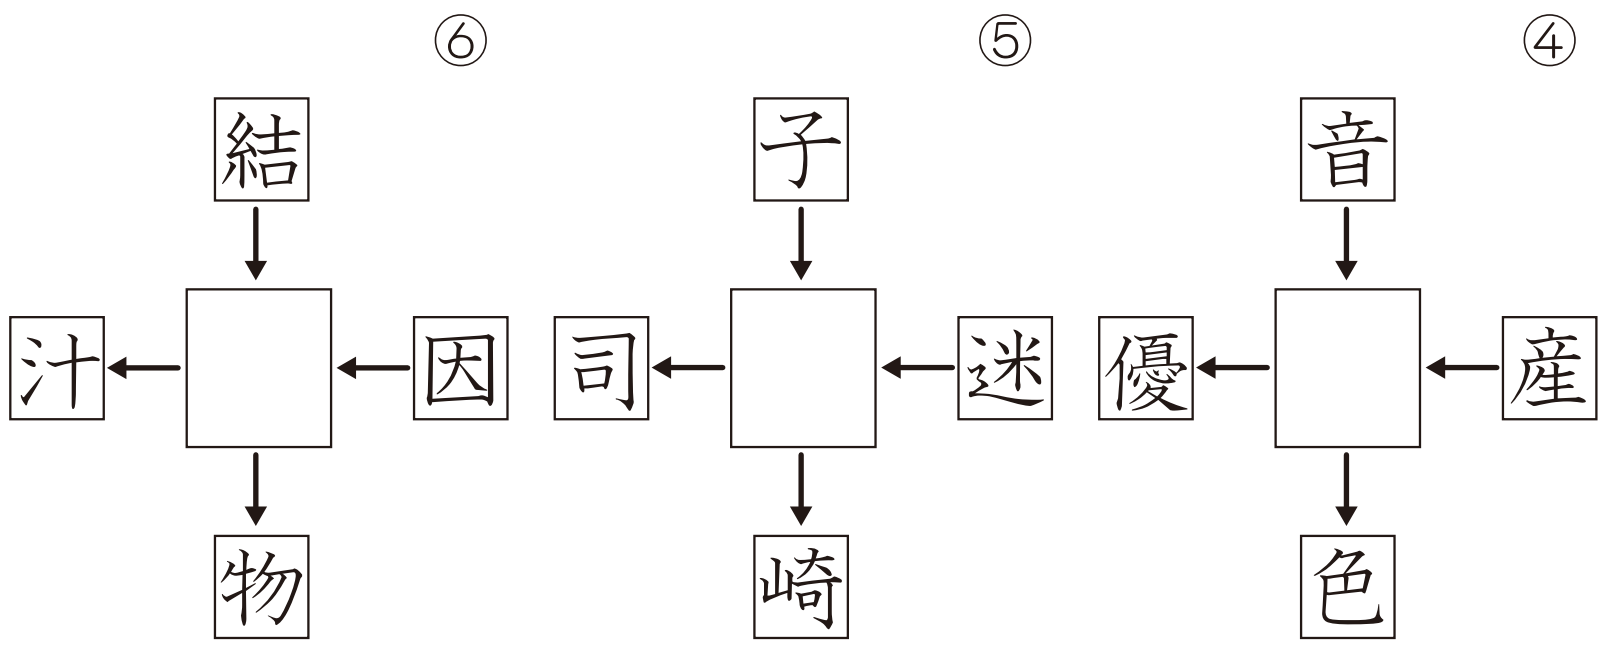 ④
音
産
優
色
⑤
子
迷
司
崎
⑥
結
因
汁
物